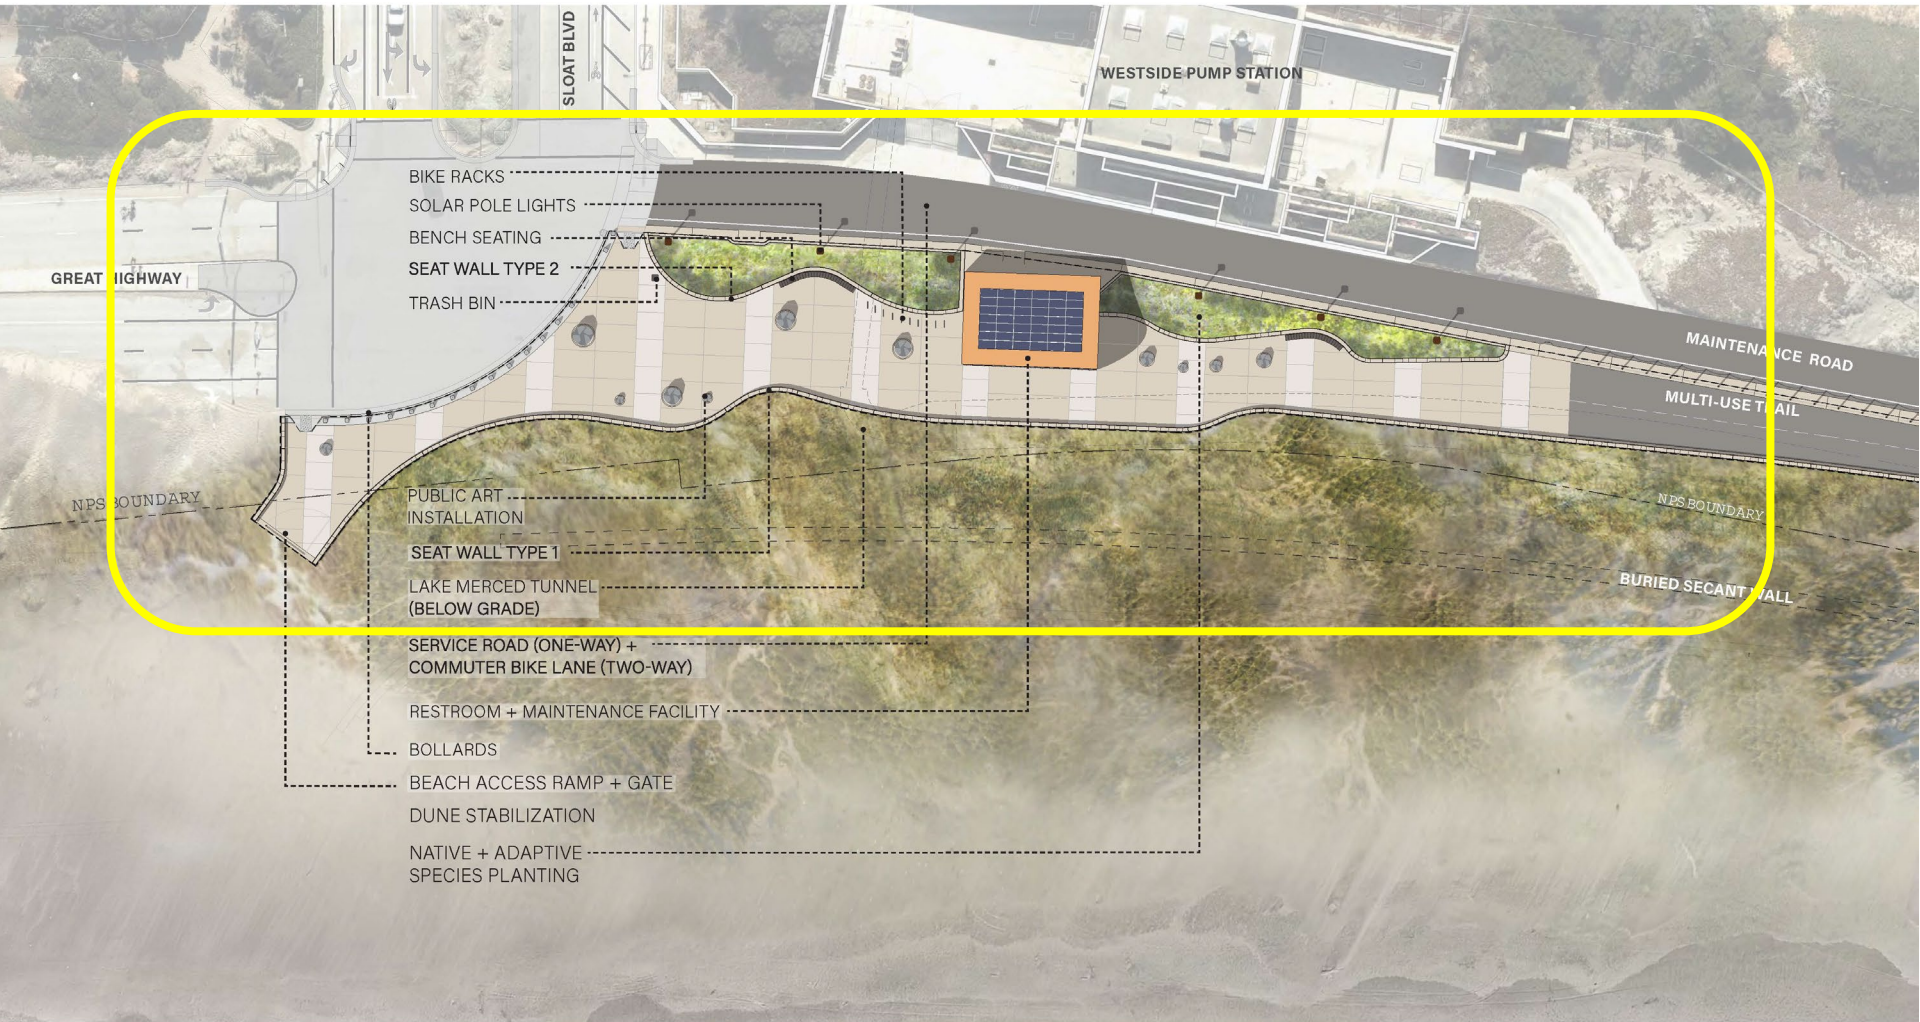 SLOAT BLVD
WESTSIDE PUMP STATION
BIKE RACKS
SOLAR POLE LIGHTS
BENCH SEATING
SEAT WALL TYPE 2
TRASH BIN
GREAT HIGHWAY
MAINTENANCE ROAD
MULTI-USE TRAIL
NPS BOUNDARY
NPS BOUNDARY
PUBLIC ART
INSTALLATION
SEAT WALL TYPE 1
LAKE MERCED TUNNEL
(BELOW GRADE)
BURIED SECANT WALL
SERVICE ROAD (ONE-WAY) +
COMMUTER BIKE LANE (TWO-WAY)
RESTROOM + MAINTENANCE FACILITY
BOLLARDS
BEACH ACCESS RAMP + GATE
DUNE STABILIZATION
NATIVE + ADAPTIVE
SPECIES PLANTING